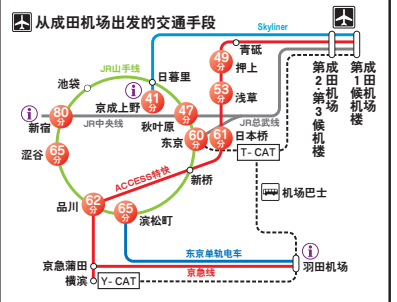 从成田机场出发的交通手段
Skyliner
青砥
49分
押上
JR山手线
日暮里
池袋
41分
53分
浅草
成田机场
第2·第3候机楼
成田机场
第1候机楼
i
京成上野
47分
i
80分
新宿
JR中央线
秋叶原
JR总武线
东京
60分
61分
日本桥
65分
涩谷
T-CAT
ACCESS特快
新桥
机场巴士
62分
品川
65分
滨松町
东京单轨电车
i
京急蒲田
京急线
羽田机场
横滨
Y-CAT